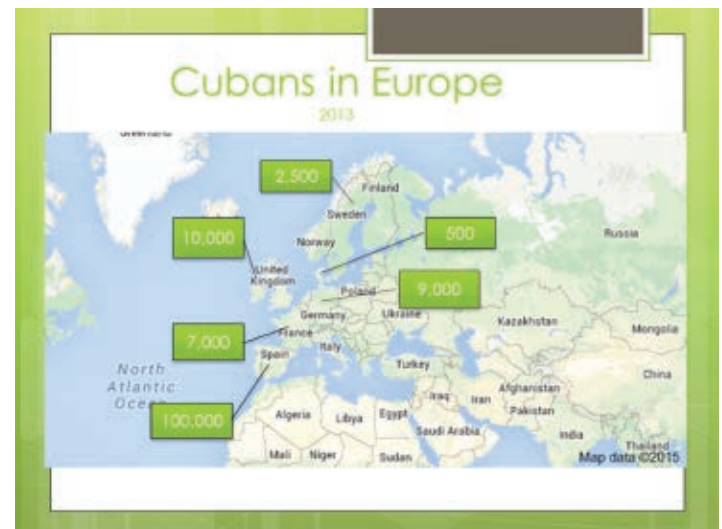 Cubans in Europe
2013
2,500
Finland
Sweden
10,000
500
Norway
Russia
United
Kingdom
9,000
Poland
Germany
Ukraine
Kazakhstan
7,000
France
Mongolia
Spain
Italy
North
Atlantic
Turkey
China
Afghanistan
Iraq
Iran
100,000
Algeria
Libya
Egypt
Pakistan
Saudi Arabia
India
Thailand
Mali
Niger
Sudan
Map data ©2015